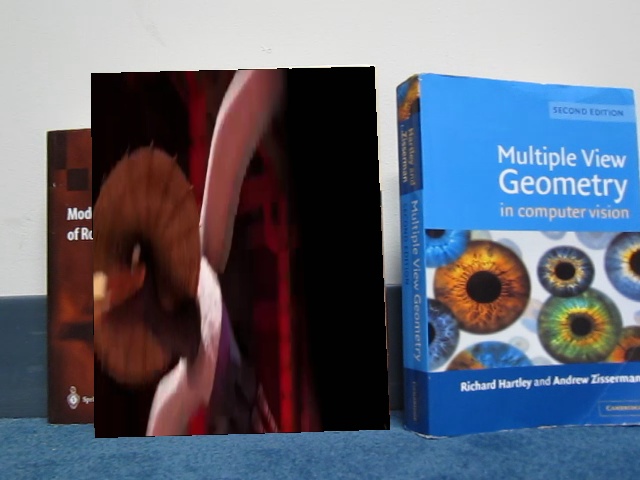 Mod
of Ro
Spri
Hartley and
Zisserman
Multiple View Geometry
SECOND EDITION
Multiple View
Geometry
in computer vision
Richard Hartley and Andrew Zisserman